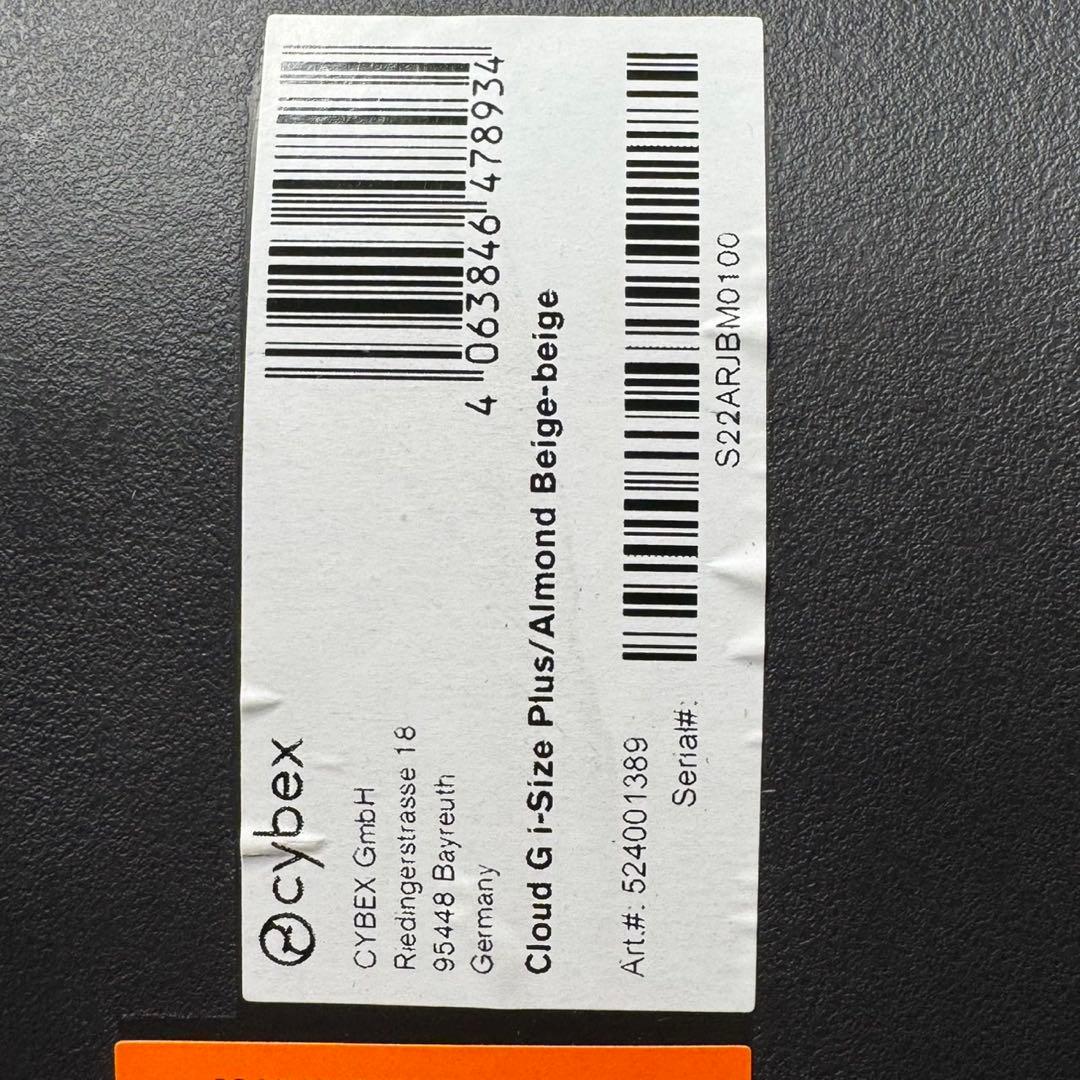 cybex
CYBEX GmbH
Riedingerstrasse 18
95448 Bayreuth
Germany
4 063846 478934
Cloud G i-Size Plus/Almond Beige-beige
Art.#: 524001389
Serial#:
S22ARJBM0100